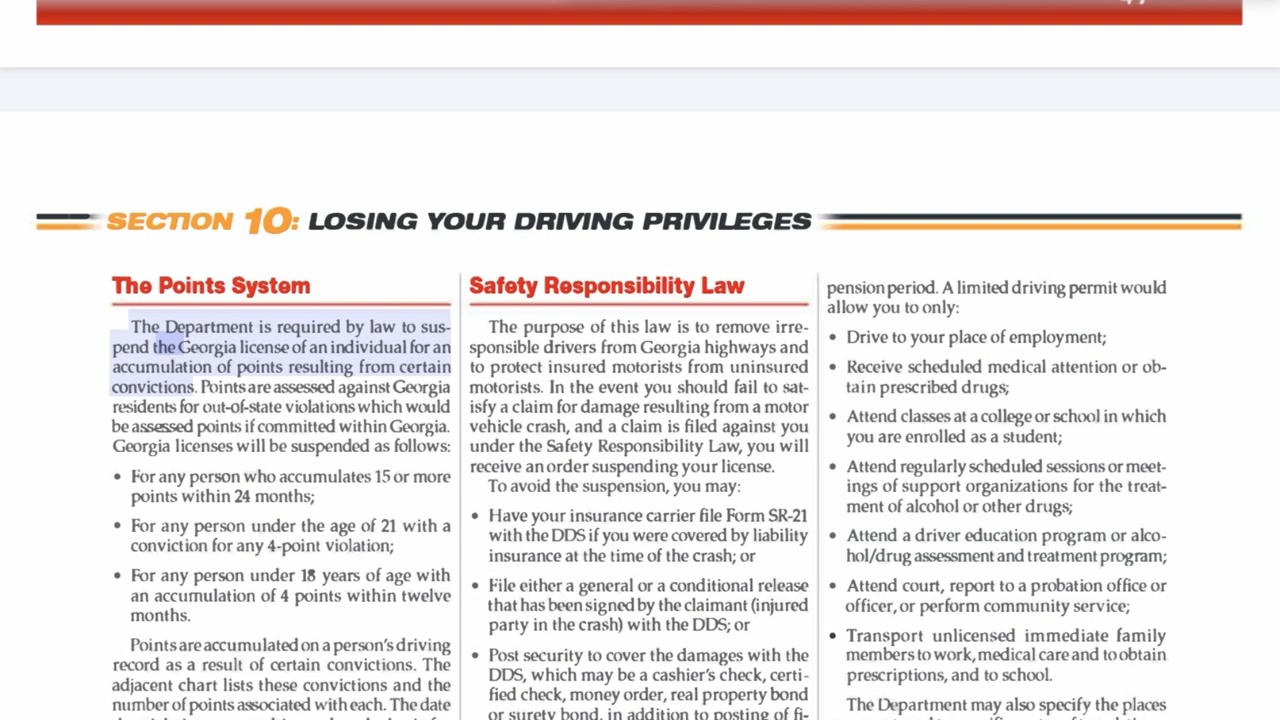 SECTION 10: LOSING YOUR DRIVING PRIVILEGES
The Points System
The Department is required by law to sus-
pend the Georgia license of an individual for an
accumulation of points resulting from certain
convictions. Points are assessed against Georgia
residents for out-of-state violations which would
be assessed points if committed within Georgia.
Georgia licenses will be suspended as follows:
• For any person who accumulates 15 or more
points within 24 months;
• For any person under the age of 21 with a
conviction for any 4-point violation;
• For any person under 18 years of age with
an accumulation of 4 points within twelve
months.
Points are accumulated on a person's driving
record as a result of certain convictions. The
adjacent chart lists these convictions and the
number of points associated with each. The date
Safety Responsibility Law
The purpose of this law is to remove irre-
sponsible drivers from Georgia highways and
to protect insured motorists from uninsured
motorists. In the event you should fail to sat-
isfy a claim for damage resulting from a motor
vehicle crash, and a claim is filed against you
under the Safety Responsibility Law, you will
receive an order suspending your license.
To avoid the suspension, you may:
• Have your insurance carrier file Form SR-21
with the DDS if you were covered by liability
insurance at the time of the crash; or
• File either a general or a conditional release
that has been signed by the claimant (injured
party in the crash) with the DDS; or
• Post security to cover the damages with the
DDS, which may be a cashier's check, certi-
fied check, money order, real property bond
or surety bond, in addition to posting of fi-
pension period. A limited driving permit would
allow you to only:
• Drive to your place of employment;
• Receive scheduled medical attention or ob-
tain prescribed drugs;
• Attend classes at a college or school in which
you are enrolled as a student;
• Attend regularly scheduled sessions or meet-
ings of support organizations for the treat-
ment of alcohol or other drugs;
• Attend a driver education program or alco-
hol/drug assessment and treatment program;
• Attend court, report to a probation office or
officer, or perform community service;
• Transport unlicensed immediate family
members to work, medical care and to obtain
prescriptions, and to school.
The Department may also specify the places